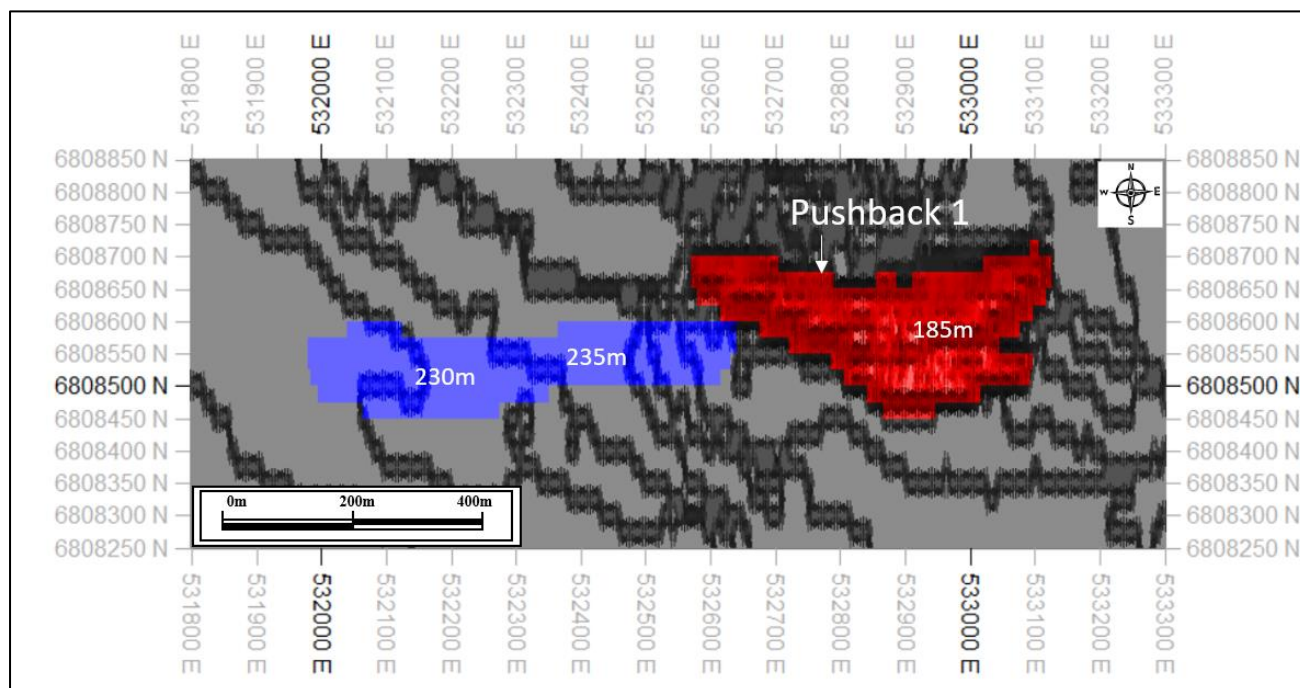 531800 E
531900 E
532000 E
532100 E
532200 E
532300 E
532400 E
532500 E
532600 E
532700 E
532800 E
532900 E
533000 E
533100 E
533200 E
533300 E
6808850 N
6808800 N
6808750 N
6808700 N
6808650 N
6808600 N
6808550 N
6808500 N
6808450 N
6808400 N
6808350 N
6808300 N
6808250 N
N
W E
S
Pushback 1
185m
235m
230m
0m 200m 400m
6808850 N
6808800 N
6808750 N
6808700 N
6808650 N
6808600 N
6808550 N
6808500 N
6808450 N
6808400 N
6808350 N
6808300 N
6808250 N
531800 E
531900 E
532000 E
532100 E
532200 E
532300 E
532400 E
532500 E
532600 E
532700 E
532800 E
532900 E
533000 E
533100 E
533200 E
533300 E